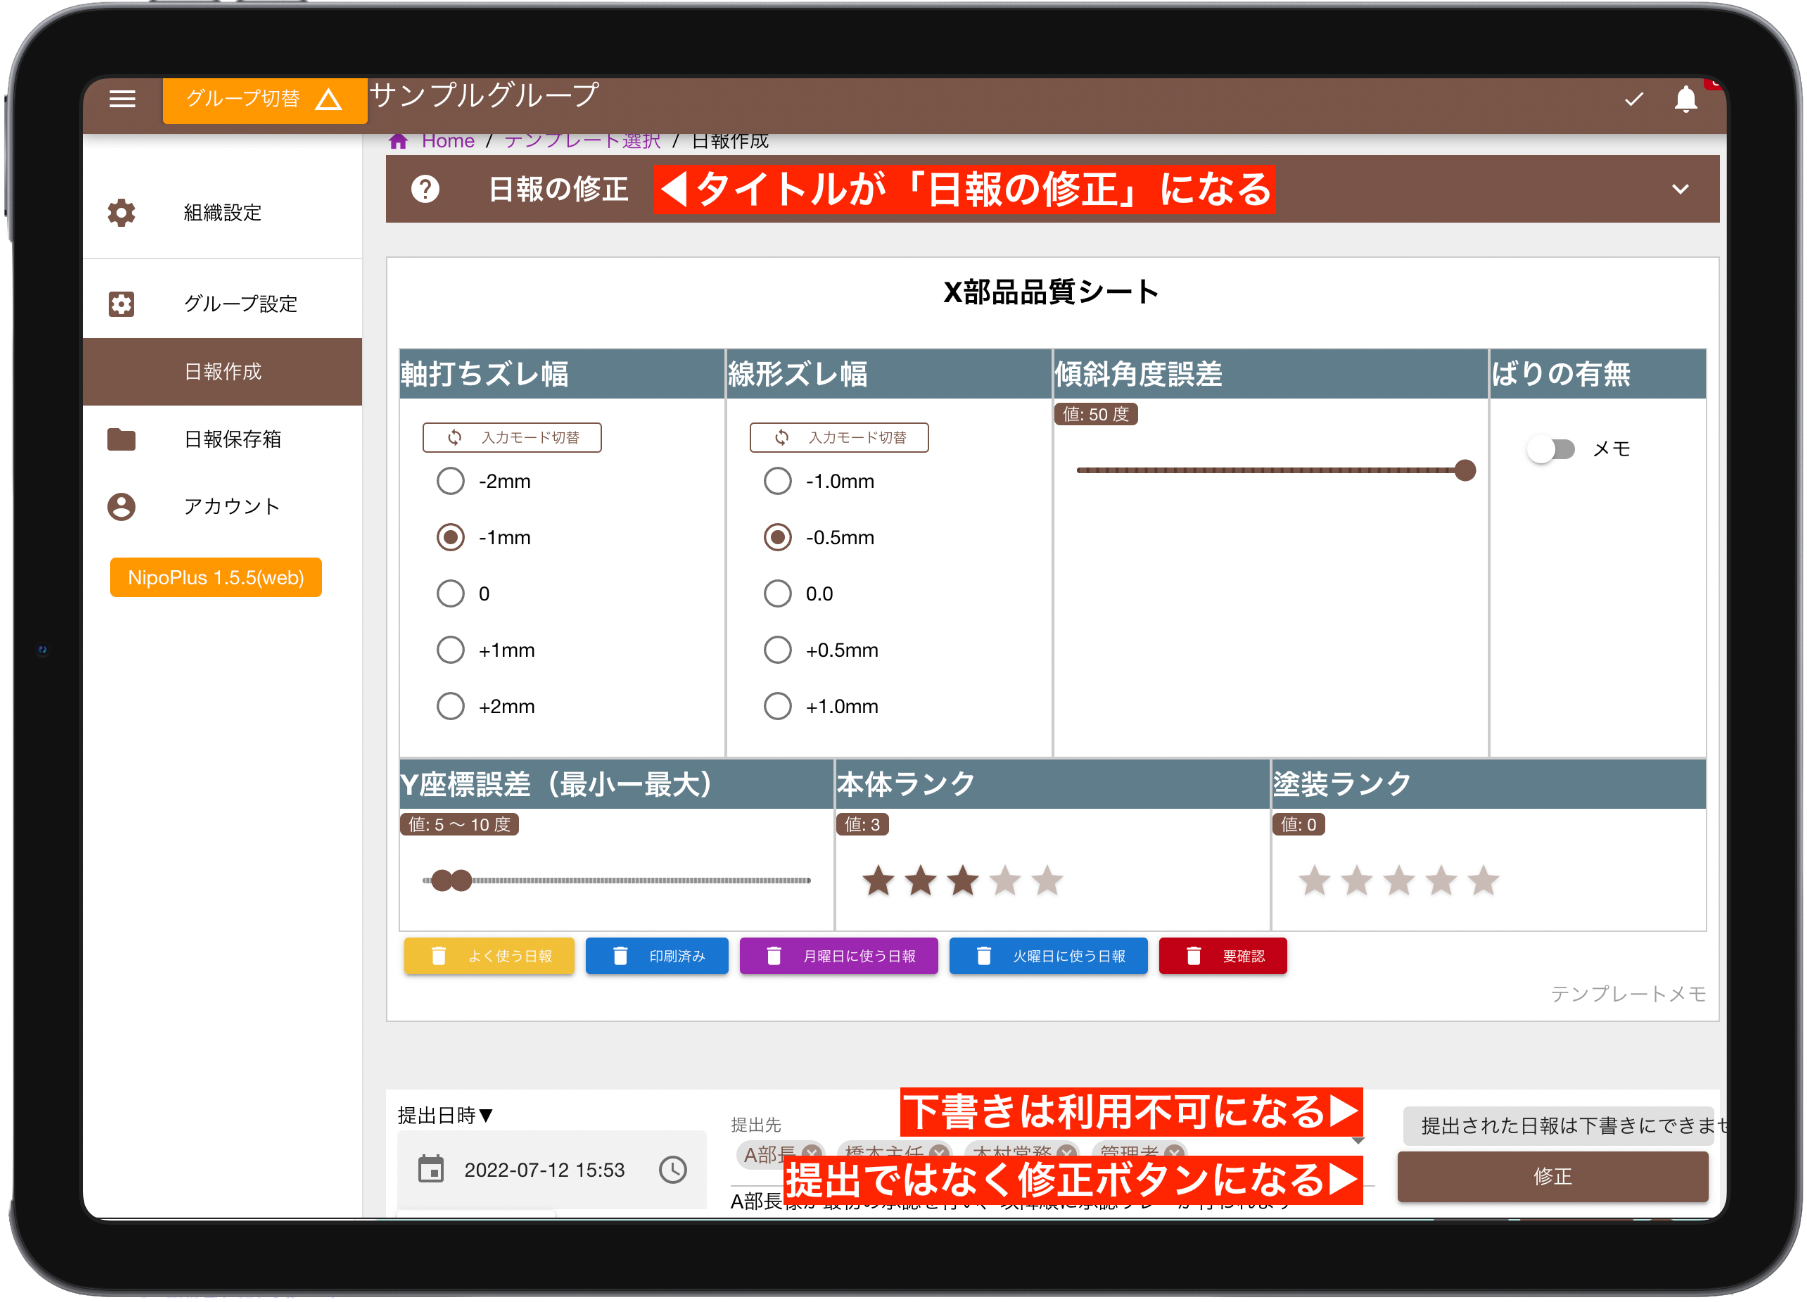 グループ切替 サンプルグループ
Home / テンプレート選択 / 日報作成
日報の修正 ◀タイトルが「日報の修正」になる
組織設定
グループ設定
日報作成
日報保存箱
アカウント
NipoPlus 1.5.5(web)
X部品品質シート
軸打ちズレ幅
入力モード切替
-2mm
-1mm
0
+1mm
+2mm
線形ズレ幅
入力モード切替
-1.0mm
-0.5mm
0.0
+0.5mm
+1.0mm
傾斜角度誤差
値: 50 度
ばりの有無
メモ
Y座標誤差（最小ー最大）
値: 5 〜 10 度
本体ランク
値: 3
塗装ランク
値: 0
よく使う日報 印刷済み 月曜日に使う日報 火曜日に使う日報 要確認
テンプレートメモ
提出日時▼
2022-07-12 15:53
提出先
下書きは利用不可になる▶
A部長 橋本主任 木村常務 管理者
提出ではなく修正ボタンになる▶
A部長
提出された日報は下書きにできませ
修正